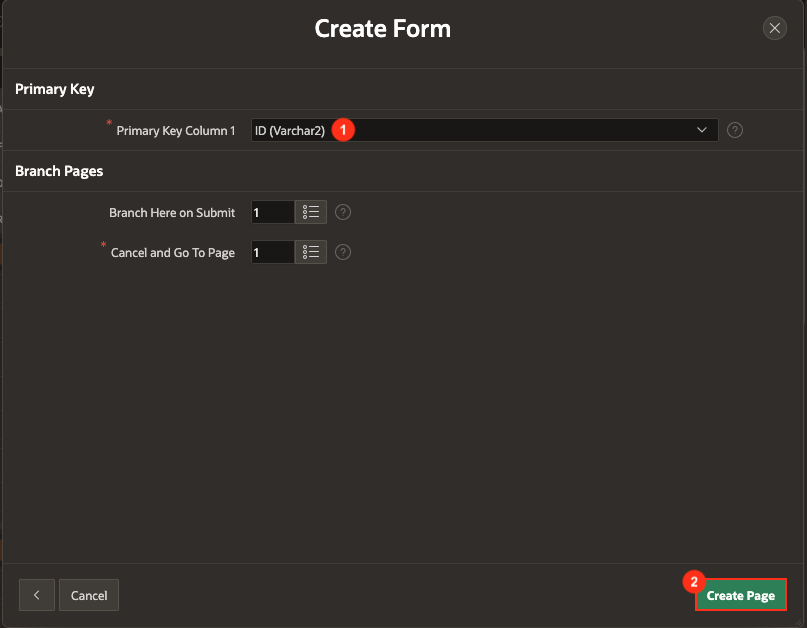 Create Form
Primary Key
* Primary Key Column 1 ID (Varchar2) 1 ?
Branch Pages
Branch Here on Submit 1 ?
* Cancel and Go To Page 1 ?
Cancel 2 Create Page